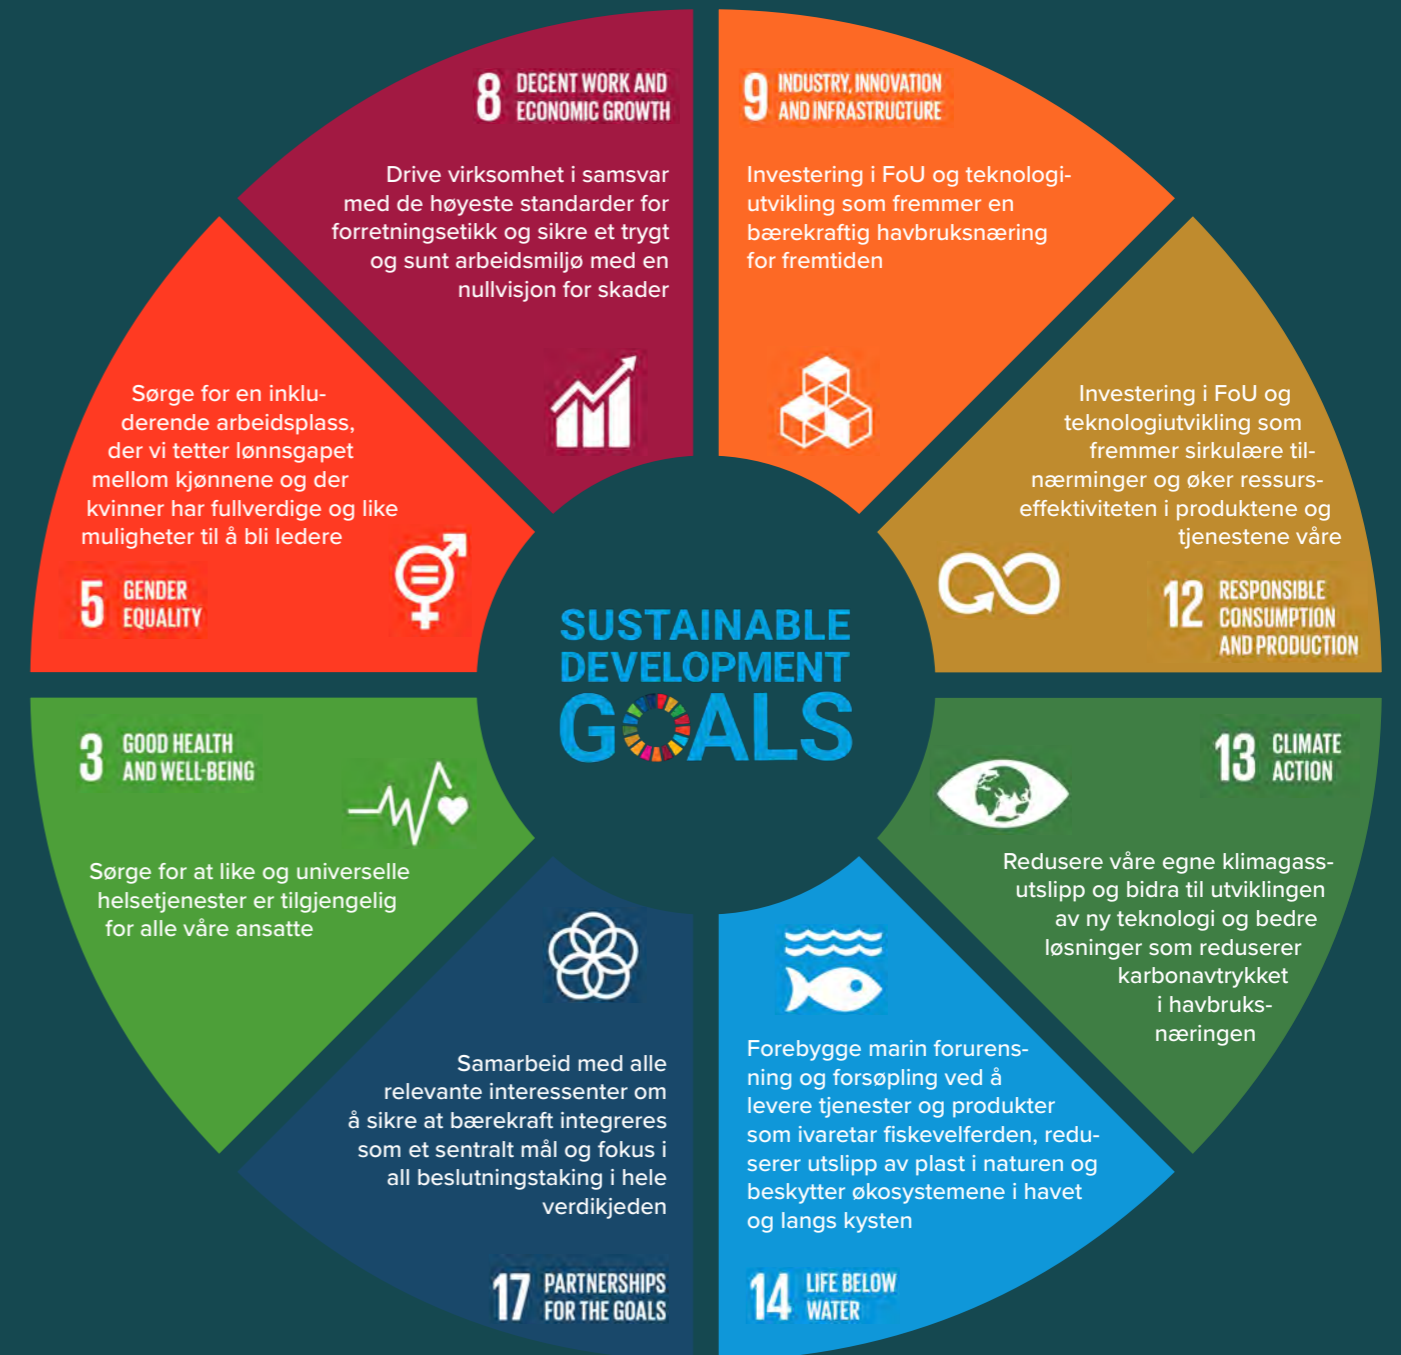 8 DECENT WORK AND
ECONOMIC GROWTH
Drive virksomhet i samsvar
med de høyeste standarder for
forretningsetikk og sikre et trygt
og sunt arbeidsmiljø med en
nullvisjon for skader
9 INDUSTRY, INNOVATION
AND INFRASTRUCTURE
Investering i FoU og teknologi-
utvikling som fremmer en
bærekraftig havbruksnæring
for fremtiden
Sørge for en inklu-
derende arbeidsplass,
der vi tetter lønnsgapet
mellom kjønnene og der
kvinner har fullverdige og like
muligheter til å bli ledere
5 GENDER
EQUALITY
Investering i FoU og
teknologiutvikling som
fremmer sirkulære til-
nærminger og øker ressurs-
effektiviteten i produktene og
tjenestene våre
12 RESPONSIBLE
CONSUMPTION
AND PRODUCTION
SUSTAINABLE
DEVELOPMENT
GOALS
3 GOOD HEALTH
AND WELL-BEING
Sørge for at like og universelle
helsetjenester er tilgjengelig
for alle våre ansatte
13 CLIMATE
ACTION
Redusere våre egne klimagass-
utslipp og bidra til utviklingen
av ny teknologi og bedre
løsninger som reduserer
karbonavtrykket
i havbruks-
næringen
Samarbeid med alle
relevante interessenter om
å sikre at bærekraft integreres
som et sentralt mål og fokus i
all beslutningstaking i hele
verdikjeden
17 PARTNERSHIPS
FOR THE GOALS
Forebygge marin forurens-
ning og forsøpling ved å
levere tjenester og produkter
som ivaretar fiskevelferden, redu-
serer utslipp av plast i naturen og
beskytter økosystemene i havet
og langs kysten
14 LIFE BELOW
WATER